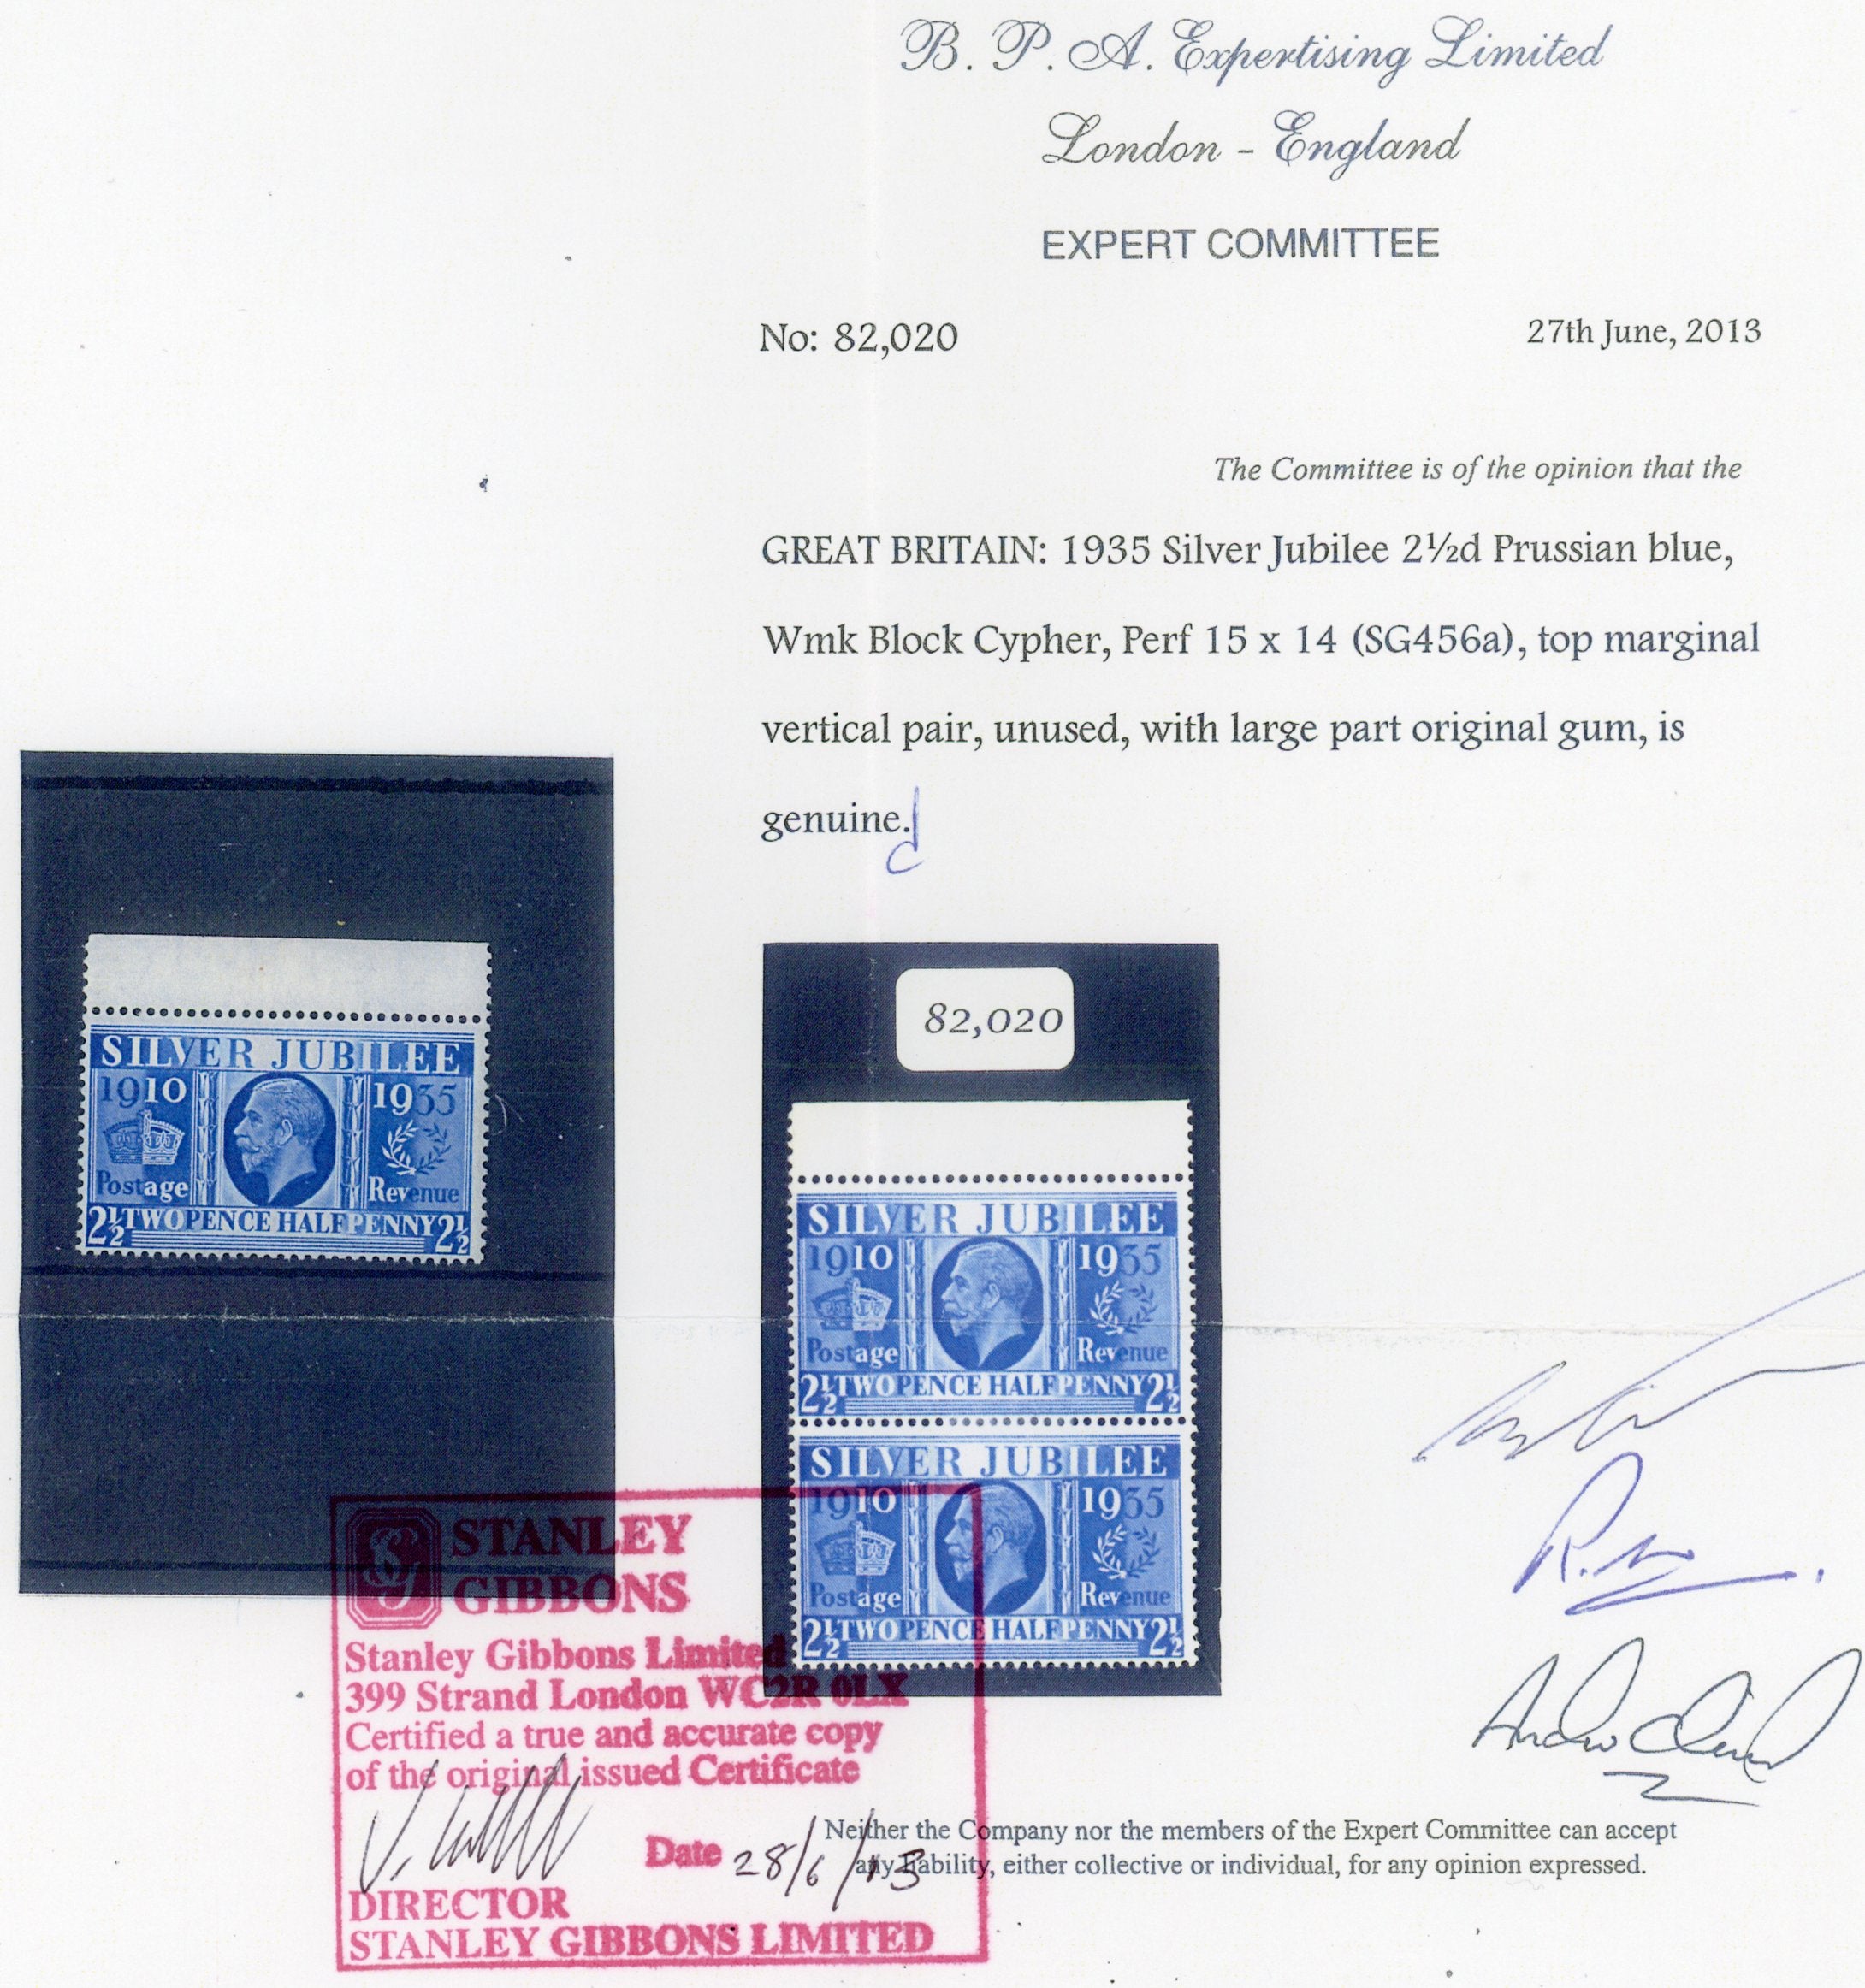 B. P. A. Expertising Limited
London - England
EXPERT COMMITTEE
No: 82,020
27th June, 2013
The Committee is of the opinion that the
GREAT BRITAIN: 1935 Silver Jubilee 2½d Prussian blue,
Wmk Block Cypher, Perf 15 x 14 (SG456a), top marginal
vertical pair, unused, with large part original gum, is
genuine.
SILVER JUBILEE
1910 1935
Postage Revenue
2½ TWOPENCE HALFPENNY 2½
82,020
SILVER JUBILEE
1910 1935
Postage Revenue
2½ TWOPENCE HALFPENNY 2½
SILVER JUBILEE
1910 1935
Postage Revenue
2½ TWOPENCE HALFPENNY 2½
SG STANLEY
GIBBONS
Stanley Gibbons Limited
399 Strand London WC2R 0LX
Certified a true and accurate copy
of the original issued Certificate
Date 28/6/13
DIRECTOR
STANLEY GIBBONS LIMITED
Neither the Company nor the members of the Expert Committee can accept
any liability, either collective or individual, for any opinion expressed.